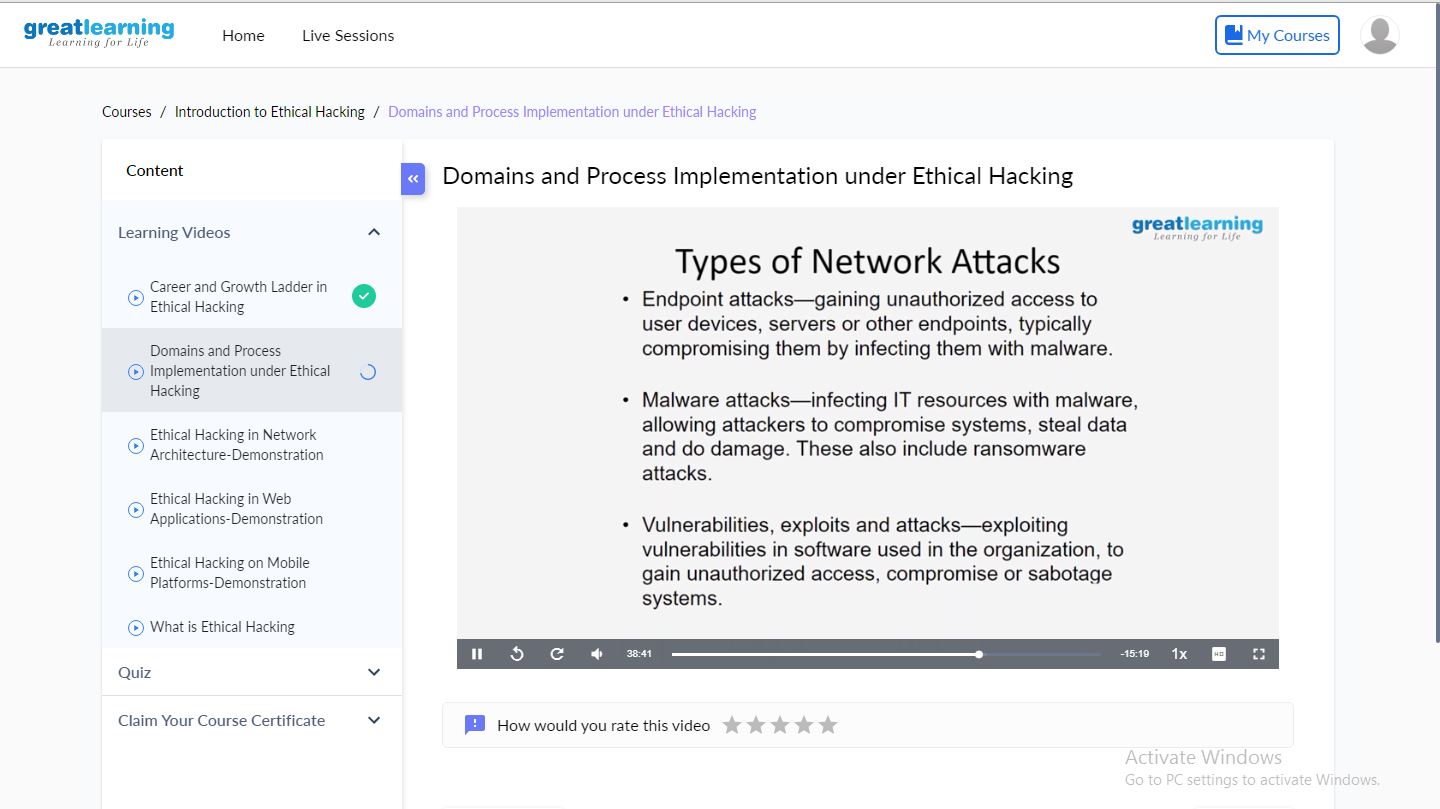 greatlearning
Learning for Life
Home
Live Sessions
My Courses
Courses / Introduction to Ethical Hacking / Domains and Process Implementation under Ethical Hacking
Content
Learning Videos
Career and Growth Ladder in
Ethical Hacking
Domains and Process
Implementation under Ethical
Hacking
Ethical Hacking in Network
Architecture-Demonstration
Ethical Hacking in Web
Applications-Demonstration
Ethical Hacking on Mobile
Platforms-Demonstration
What is Ethical Hacking
Quiz
Claim Your Course Certificate
Domains and Process Implementation under Ethical Hacking
greatlearning
Learning for Life
Types of Network Attacks
• Endpoint attacks—gaining unauthorized access to
user devices, servers or other endpoints, typically
compromising them by infecting them with malware.
• Malware attacks—infecting IT resources with malware,
allowing attackers to compromise systems, steal data
and do damage. These also include ransomware
attacks.
• Vulnerabilities, exploits and attacks—exploiting
vulnerabilities in software used in the organization, to
gain unauthorized access, compromise or sabotage
systems.
38:41
-15:19
1x
HD
How would you rate this video
Activate Windows
Go to PC settings to activate Windows.